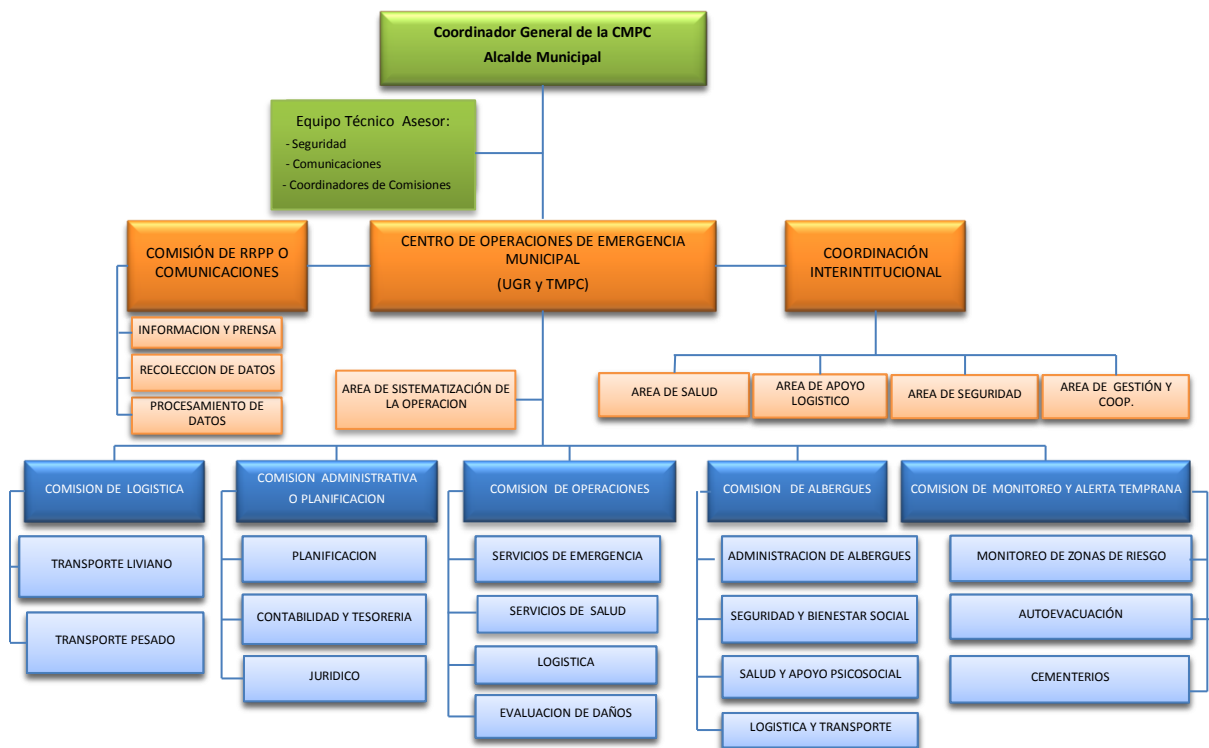 Coordinador General de la CMPC
Alcalde Municipal
Equipo Técnico Asesor:
- Seguridad
- Comunicaciones
- Coordinadores de Comisiones
COMISIÓN DE RRPP O
COMUNICACIONES
CENTRO DE OPERACIONES DE EMERGENCIA
MUNICIPAL
(UGR y TMPC)
COORDINACIÓN
INTERINTITUCIONAL
INFORMACION Y PRENSA
RECOLECCION DE DATOS
PROCESAMIENTO DE
DATOS
AREA DE SISTEMATIZACIÓN DE
LA OPERACION
AREA DE SALUD
AREA DE APOYO
LOGISTICO
AREA DE SEGURIDAD
AREA DE GESTIÓN Y
COOP.
COMISION DE LOGISTICA
TRANSPORTE LIVIANO
TRANSPORTE PESADO
COMISION ADMINISTRATIVA
O PLANIFICACION
PLANIFICACION
CONTABILIDAD Y TESORERIA
JURIDICO
COMISION DE OPERACIONES
SERVICIOS DE EMERGENCIA
SERVICIOS DE SALUD
LOGISTICA
EVALUACION DE DAÑOS
COMISION DE ALBERGUES
ADMINISTRACION DE ALBERGUES
SEGURIDAD Y BIENESTAR SOCIAL
SALUD Y APOYO PSICOSOCIAL
LOGISTICA Y TRANSPORTE
COMISION DE MONITOREO Y ALERTA TEMPRANA
MONITOREO DE ZONAS DE RIESGO
AUTOEVACUACIÓN
CEMENTERIOS